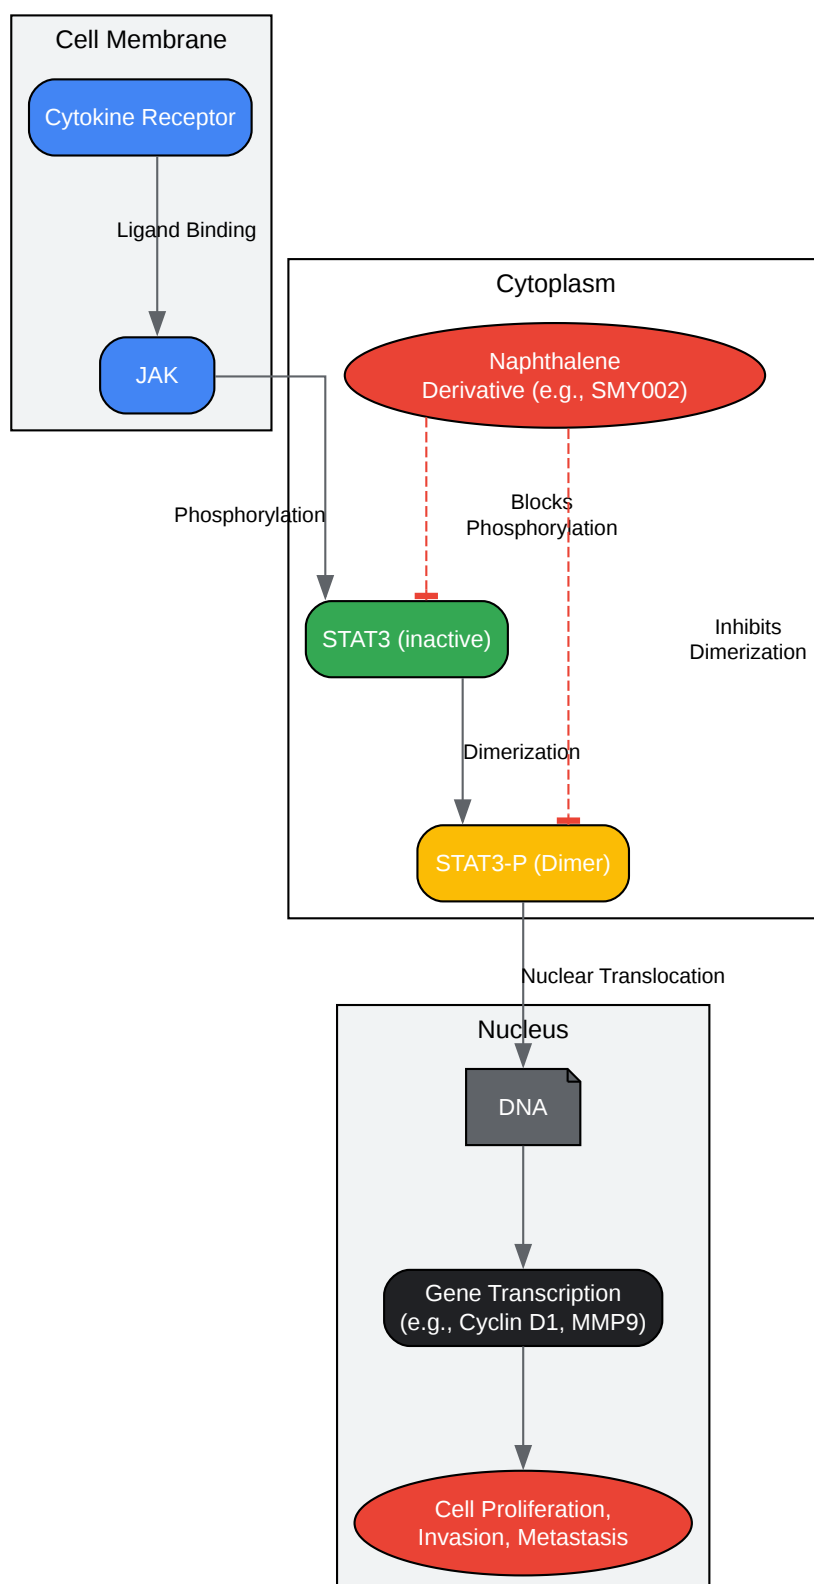 Cell Membrane
Cytokine Receptor
Ligand Binding
JAK
Cytoplasm
Naphthalene
Derivative (e.g., SMY002)
Phosphorylation
Blocks
Phosphorylation
STAT3 (inactive)
Inhibits
Dimerization
Dimerization
STAT3-P (Dimer)
Nuclear Translocation
Nucleus
DNA
Gene Transcription
(e.g., Cyclin D1, MMP9)
Cell Proliferation,
Invasion, Metastasis